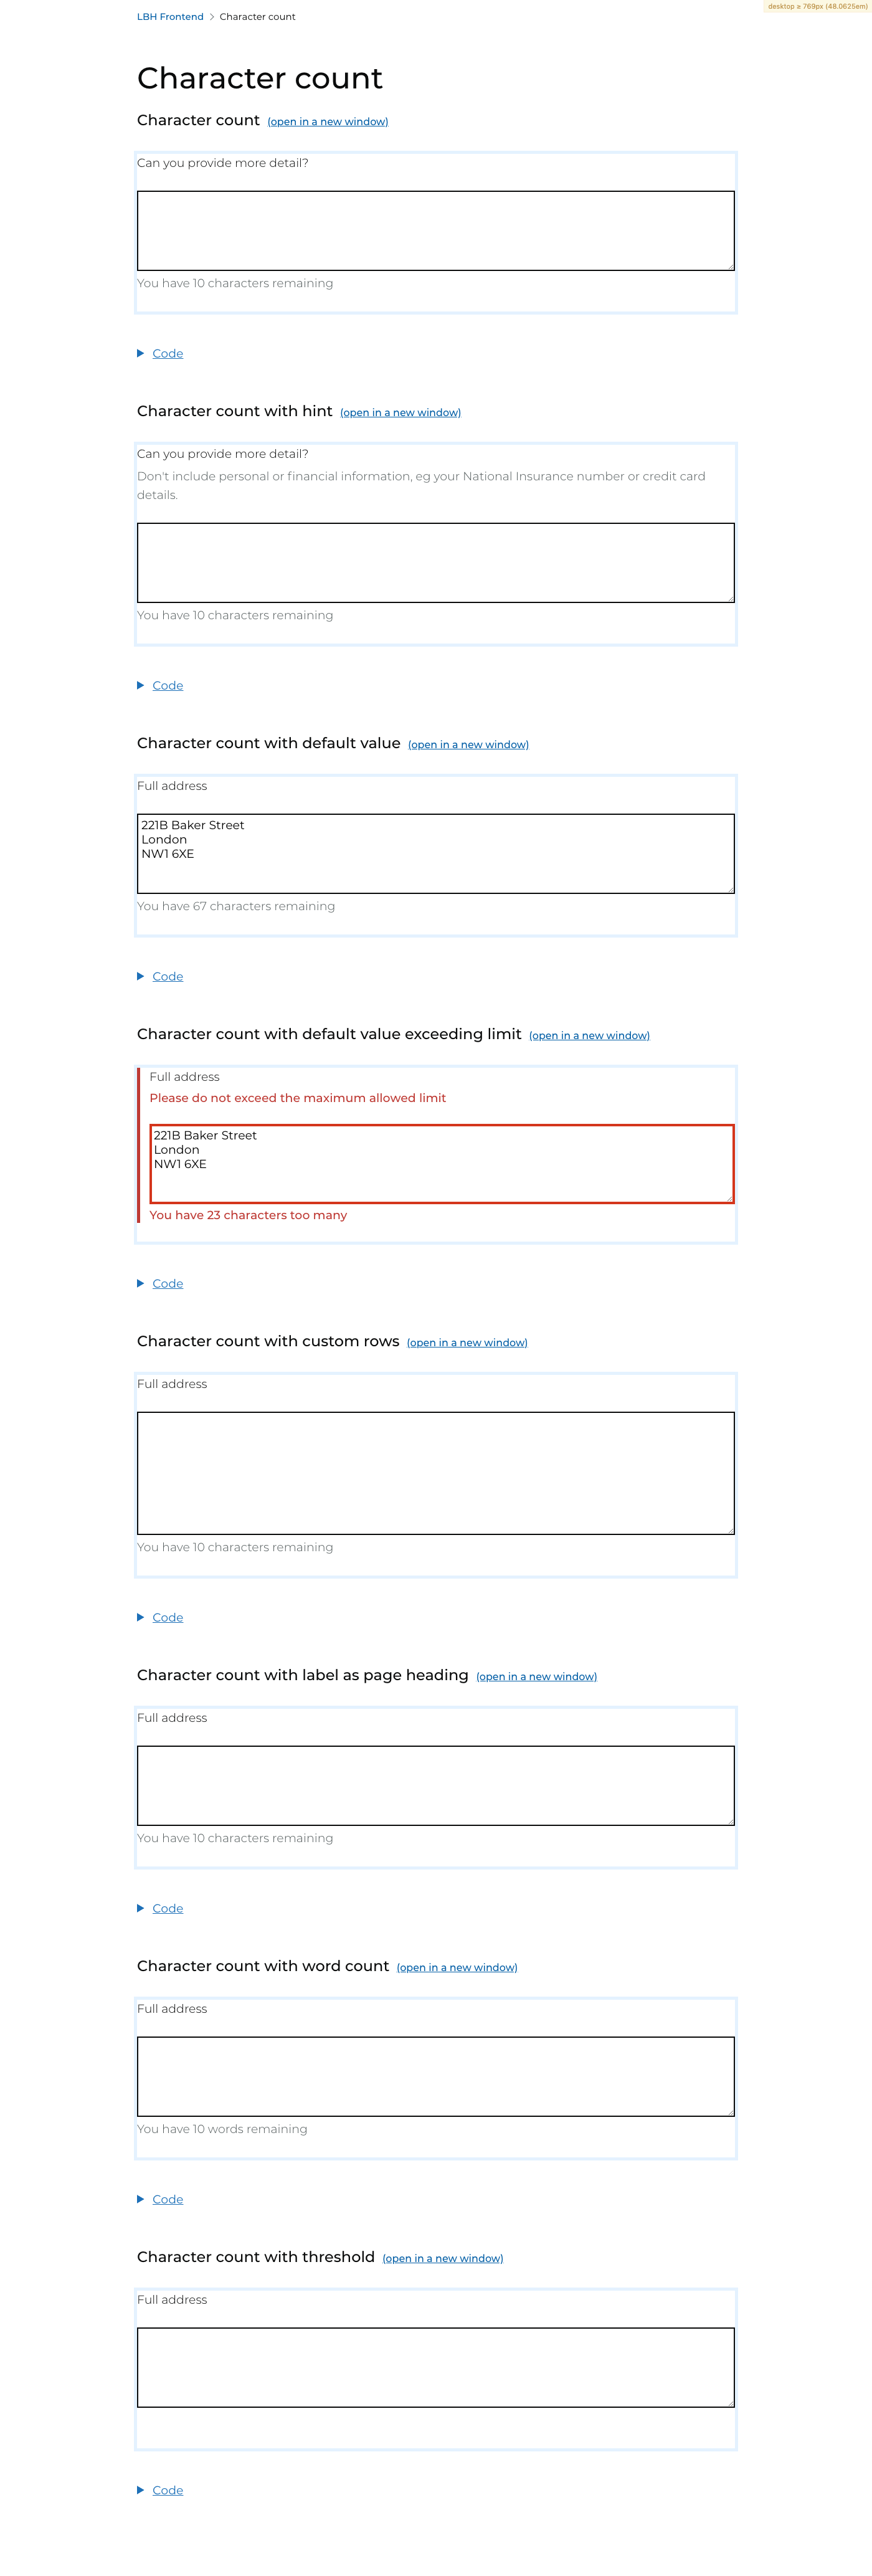 LBH Frontend Character count
desktop ≥ 769px (48.0625em)
Character count
Character count (open in a new window)
Can you provide more detail?
You have 10 characters remaining
Code
Character count with hint (open in a new window)
Can you provide more detail?
Don't include personal or financial information, eg your National Insurance number or credit card
details.
You have 10 characters remaining
Code
Character count with default value (open in a new window)
Full address
221B Baker Street
London
NW1 6XE
You have 67 characters remaining
Code
Character count with default value exceeding limit (open in a new window)
Full address
Please do not exceed the maximum allowed limit
221B Baker Street
London
NW1 6XE
You have 23 characters too many
Code
Character count with custom rows (open in a new window)
Full address
You have 10 characters remaining
Code
Character count with label as page heading (open in a new window)
Full address
You have 10 characters remaining
Code
Character count with word count (open in a new window)
Full address
You have 10 words remaining
Code
Character count with threshold (open in a new window)
Full address
Code